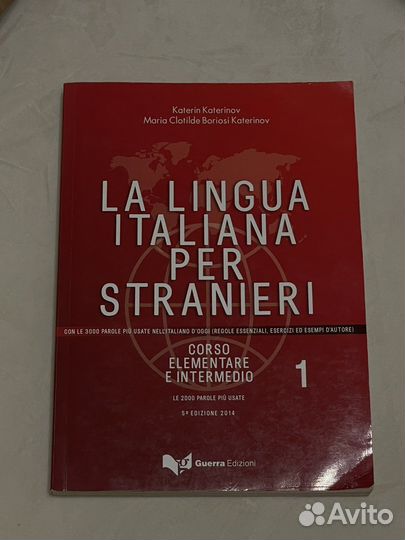 Katerin Katerinov
Maria Clotilde Boriosi Katerinov
LA LINGUA
ITALIANA
PER
STRANIERI
CON LE 3000 PAROLE PIÙ USATE NELL'ITALIANO D'OGGI (REGOLE ESSENZIALI, ESERCIZI ED ESEMPI D'AUTORE)
CORSO
ELEMENTARE
E INTERMEDIO
1
LE 2000 PAROLE PIÙ USATE
5ª EDIZIONE 2014
Guerra Edizioni
Avito